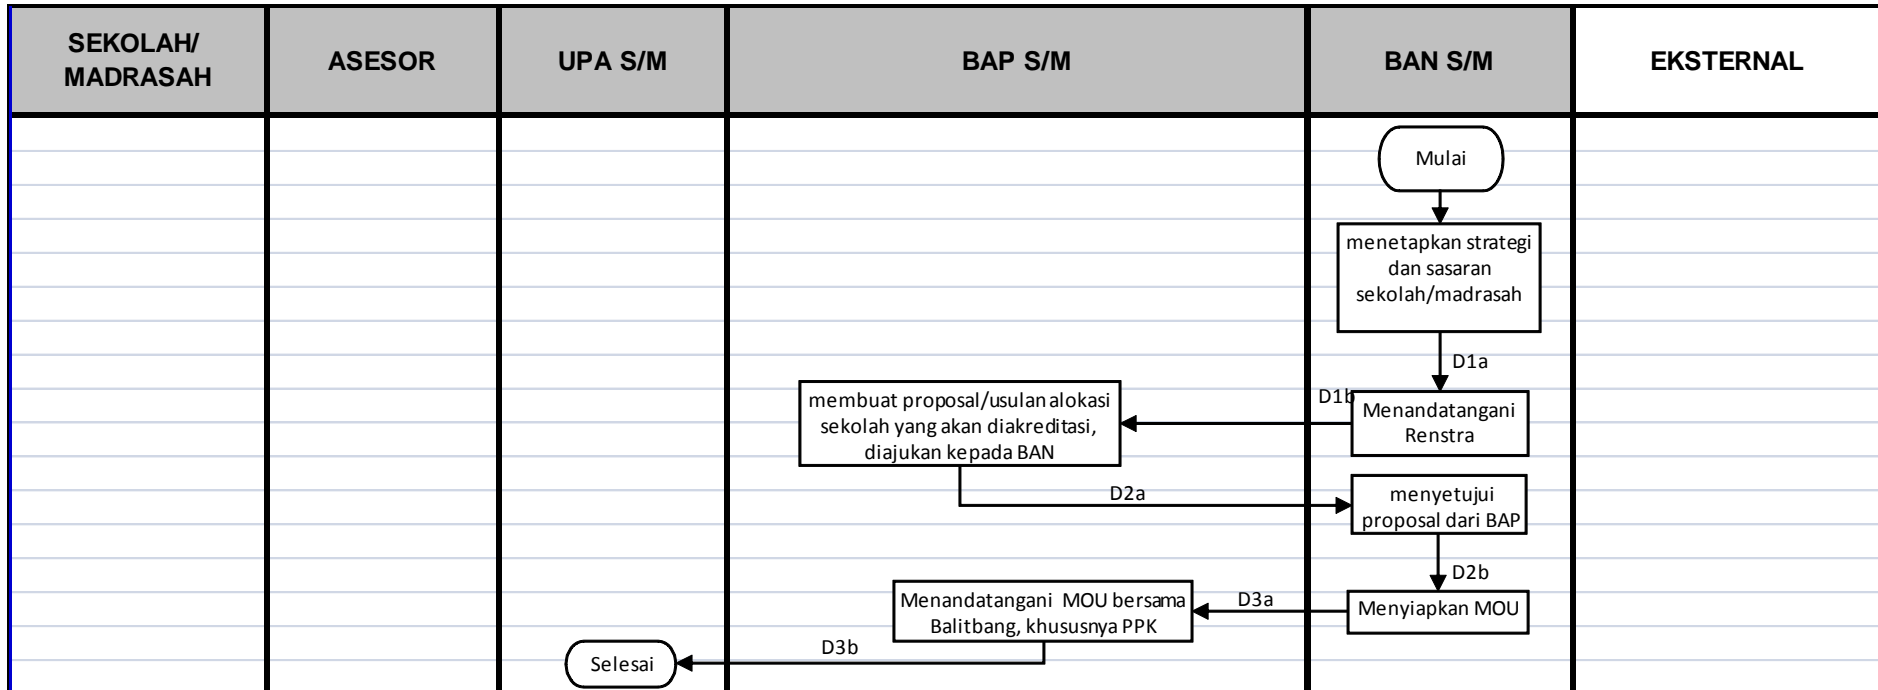 SEKOLAH/
MADRASAH
ASESOR
UPA S/M
BAP S/M
BAN S/M
EKSTERNAL
Mulai
menetapkan strategi
dan sasaran
sekolah/madrasah
D1a
D1b
Menandatangani
Renstra
membuat proposal/usulan alokasi
sekolah yang akan diakreditasi,
diajukan kepada BAN
D2a
menyetujui
proposal dari BAP
D2b
Menyiapkan MOU
D3a
Menandatangani MOU bersama
Balitbang, khususnya PPK
D3b
Selesai